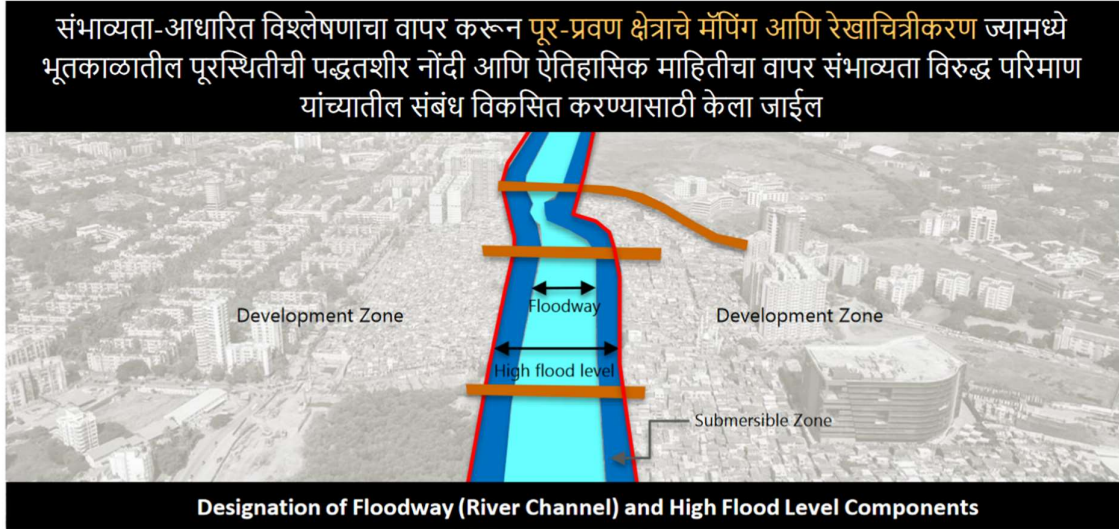 संभाव्यता-आधारित विश्लेषणाचा वापर करून पूर-प्रवण क्षेत्राचे मॅपिंग आणि रेखाचित्रीकरण ज्यामध्ये
भूतकाळातील पूरस्थितीची पद्धतशीर नोंदी आणि ऐतिहासिक माहितीचा वापर संभाव्यता विरुद्ध परिमाण
यांच्यातील संबंध विकसित करण्यासाठी केला जाईल
Floodway
Development Zone
Development Zone
High flood level
Submersible Zone
Designation of Floodway (River Channel) and High Flood Level Components